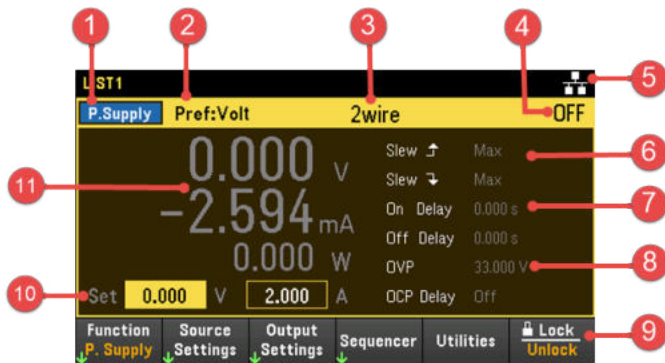 1 2 3 4
LIST1
5
P.Supply Pref:Volt 2wire OFF
0.000 V
Slew Max
6
11
-2.594 mA
Slew Max
On Delay 0.000 s
7
0.000 W
Off Delay 0.000 s
OVP 33.000 V
8
10
Set 0.000 V 2.000 A
OCP Delay Off
Function
P. Supply
Source
Settings
Output
Settings
Sequencer
Utilities
Lock
Unlock
9